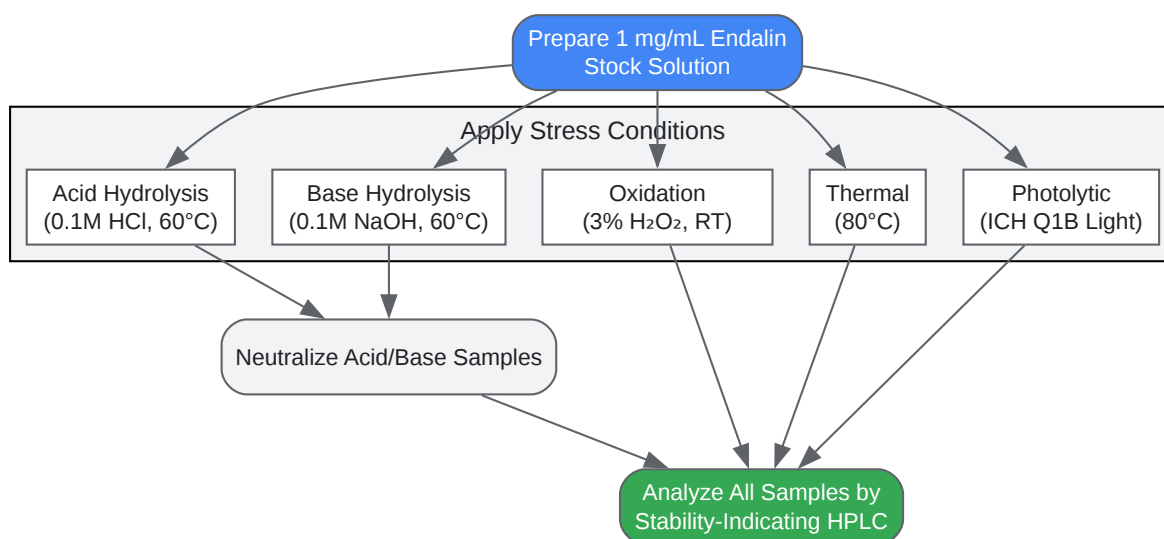 Prepare 1 mg/mL Endalin
Stock Solution
Apply Stress Conditions
Acid Hydrolysis
(0.1M HCl, 60°C)
Base Hydrolysis
(0.1M NaOH, 60°C)
Oxidation
(3% H₂O₂, RT)
Thermal
(80°C)
Photolytic
(ICH Q1B Light)
Neutralize Acid/Base Samples
Analyze All Samples by
Stability-Indicating HPLC